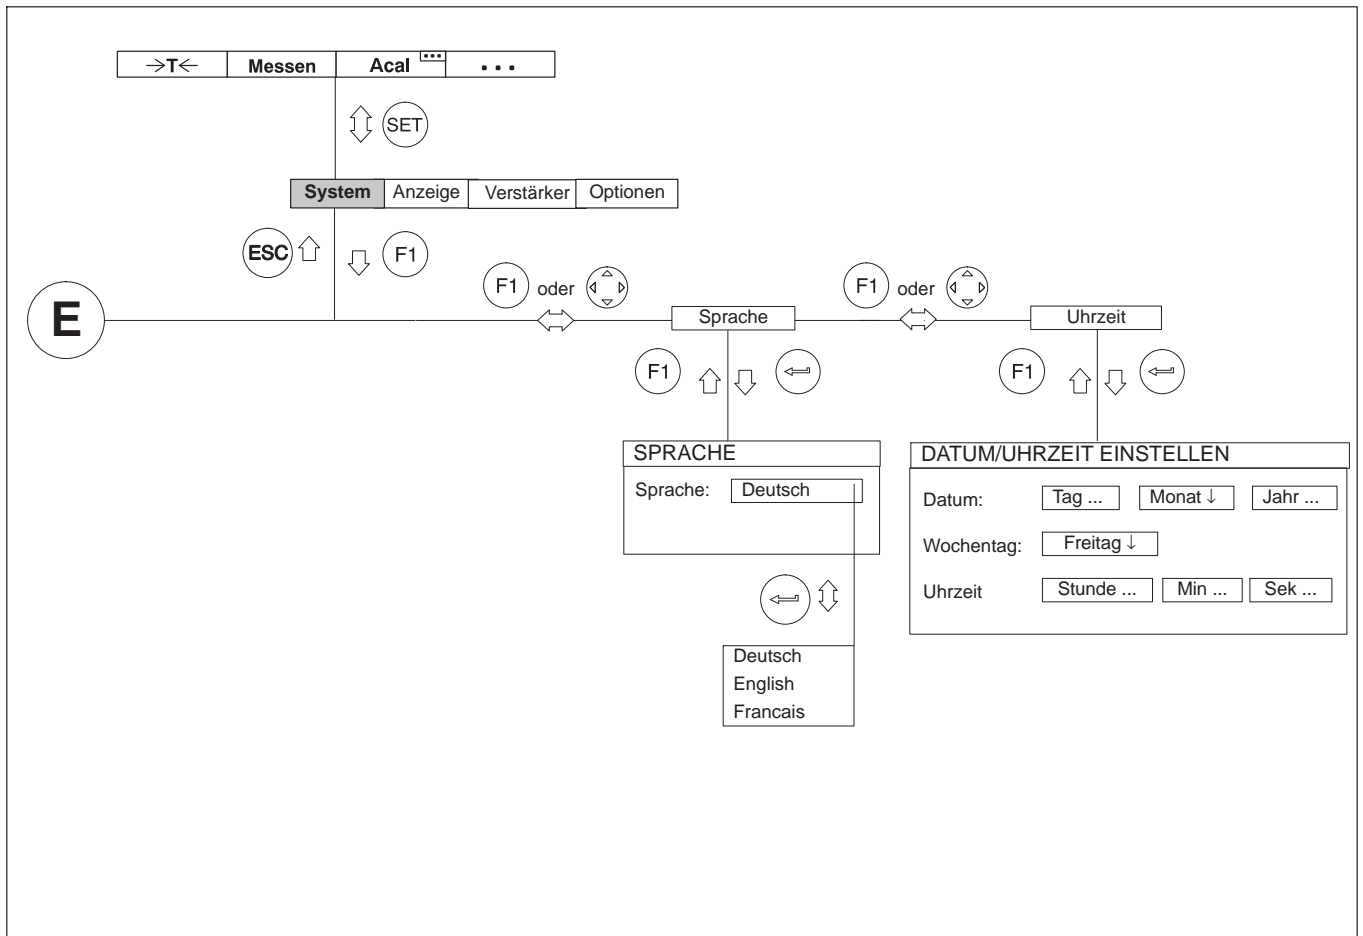 →T← Messen Acal ... ...
SET
System Anzeige Verstärker Optionen
ESC F1
F1 oder F1 oder
E
Sprache Uhrzeit
F1 F1
SPRACHE
Sprache: Deutsch
Deutsch
English
Francais
DATUM/UHRZEIT EINSTELLEN
Datum: Tag ... Monat ↓ Jahr ...
Wochentag: Freitag ↓
Uhrzeit Stunde ... Min ... Sek ...